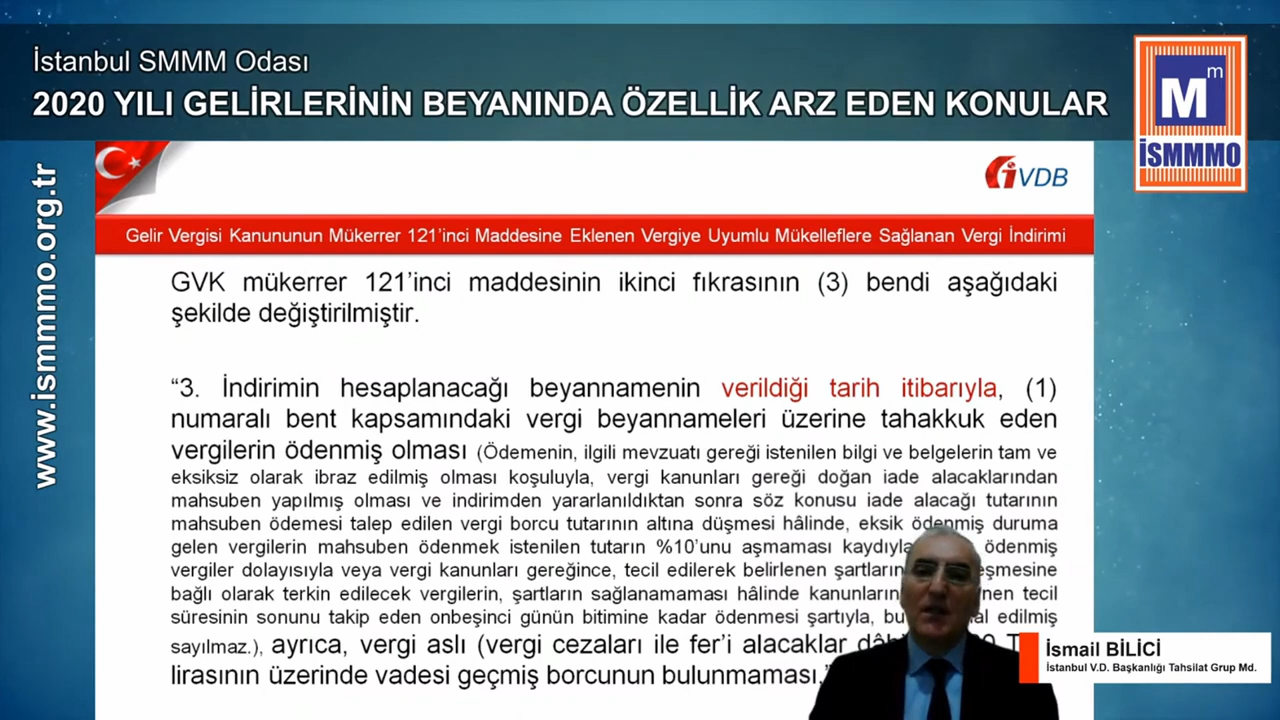 İstanbul SMMM Odası
2020 YILI GELİRLERİNİN BEYANINDA ÖZELLİK ARZ EDEN KONULAR
Mm
İSMMMO
www.ismmmo.org.tr
iVDB
Gelir Vergisi Kanununun Mükerrer 121'inci Maddesine Eklenen Vergiye Uyumlu Mükelleflere Sağlanan Vergi İndirimi
GVK mükerrer 121'inci maddesinin ikinci fıkrasının (3) bendi aşağıdaki
şekilde değiştirilmiştir.
“3. İndirimin hesaplanacağı beyannamenin verildiği tarih itibarıyla, (1)
numaralı bent kapsamındaki vergi beyannameleri üzerine tahakkuk eden
vergilerin ödenmiş olması (Ödemenin, ilgili mevzuatı gereği istenilen bilgi ve belgelerin tam ve
eksiksiz olarak ibraz edilmiş olması koşuluyla, vergi kanunları gereği doğan iade alacaklarından
mahsuben yapılmış olması ve indirimden yararlanıldıktan sonra söz konusu iade alacağı tutarının
mahsuben ödemesi talep edilen vergi borcu tutarının altına düşmesi hâlinde, eksik ödenmiş duruma
gelen vergilerin mahsuben ödenmek istenilen tutarın %10'unu aşmaması kaydıyla ödenmiş
vergiler dolayısıyla veya vergi kanunları gereğince, tecil edilerek belirlenen şartların
bağlı olarak terkin edilecek vergilerin, şartların sağlanamaması hâlinde kanunların tecil
süresinin sonunu takip eden onbeşinci günün bitimine kadar ödenmesi şartıyla, bu edilmiş
sayılmaz.), ayrıca, vergi aslı (vergi cezaları ile fer'i alacaklar
lirasının üzerinde vadesi geçmiş borcunun bulunmaması,
İsmail BİLİCİ
İstanbul V.D. Başkanlığı Tahsilat Grup Md.